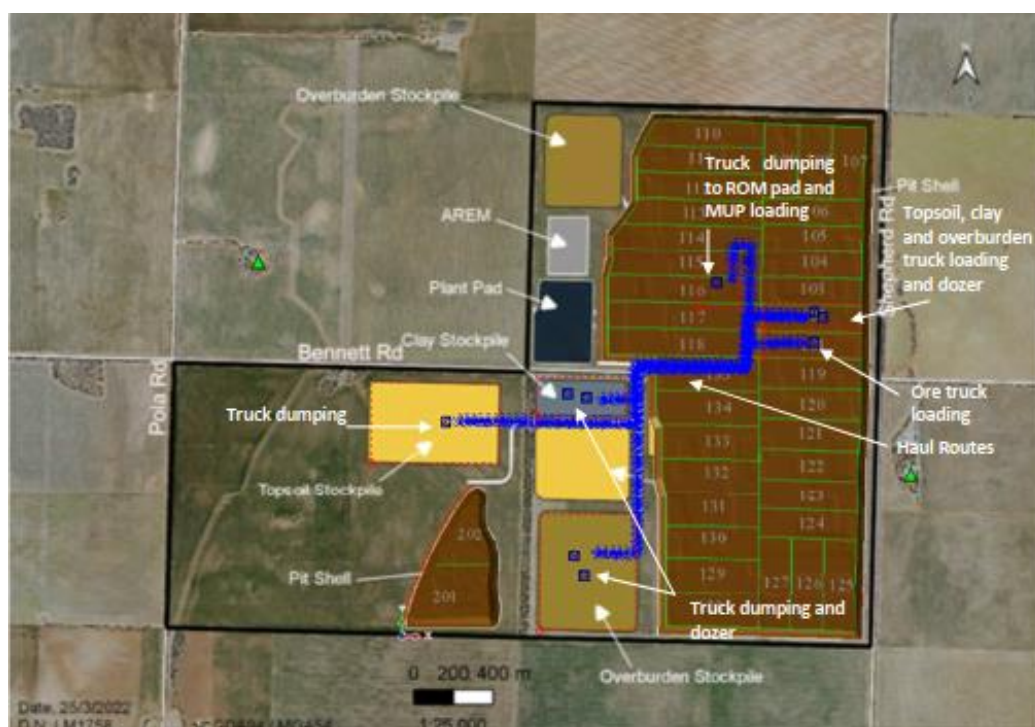 Overburden Stockpile
AREM
Plant Pad
Bennett Rd
Clay Stockpile
Pola Rd
Truck dumping
Topsoil Stockpile
Pit Shell
202
201
110
Truck dumping
to ROM pad and
MUP loading
107
Pit Shell
Topsoil, clay
and overburden
truck loading
and dozer
Shepherd Rd
106
105
114
104
115
116
103
117
118
119
Ore truck
loading
Haul Routes
134
120
133
121
132
122
131
123
130
124
129
127
126
125
Truck dumping and
dozer
Overburden Stockpile
0 200 400 m
Date: 25/3/2022
1:25,000